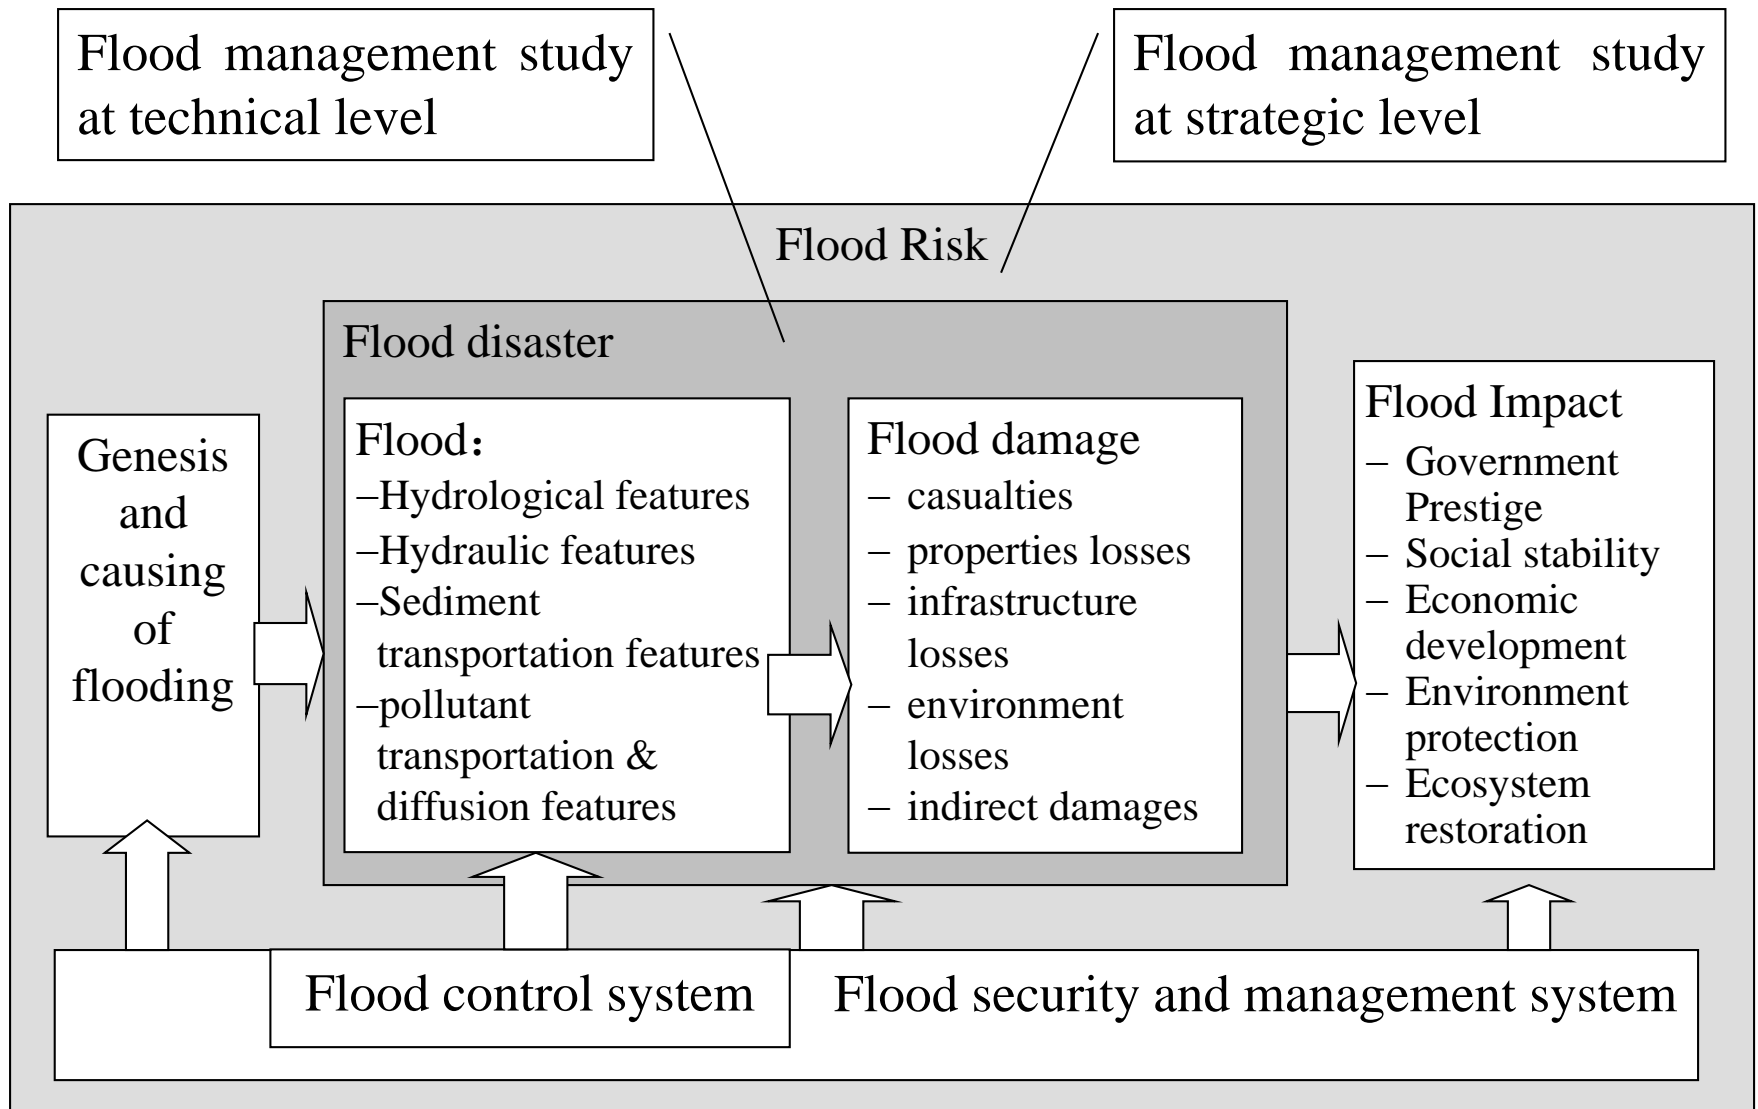 Flood management study
at technical level
Flood management study
at strategic level
Flood Risk
Flood disaster
Genesis
and
causing
of
flooding
Flood：
–Hydrological features
–Hydraulic features
–Sediment
transportation features
–pollutant
transportation &
diffusion features
Flood damage
– casualties
– properties losses
– infrastructure
losses
– environment
losses
– indirect damages
Flood Impact
– Government
Prestige
– Social stability
– Economic
development
– Environment
protection
– Ecosystem
restoration
Flood control system
Flood security and management system